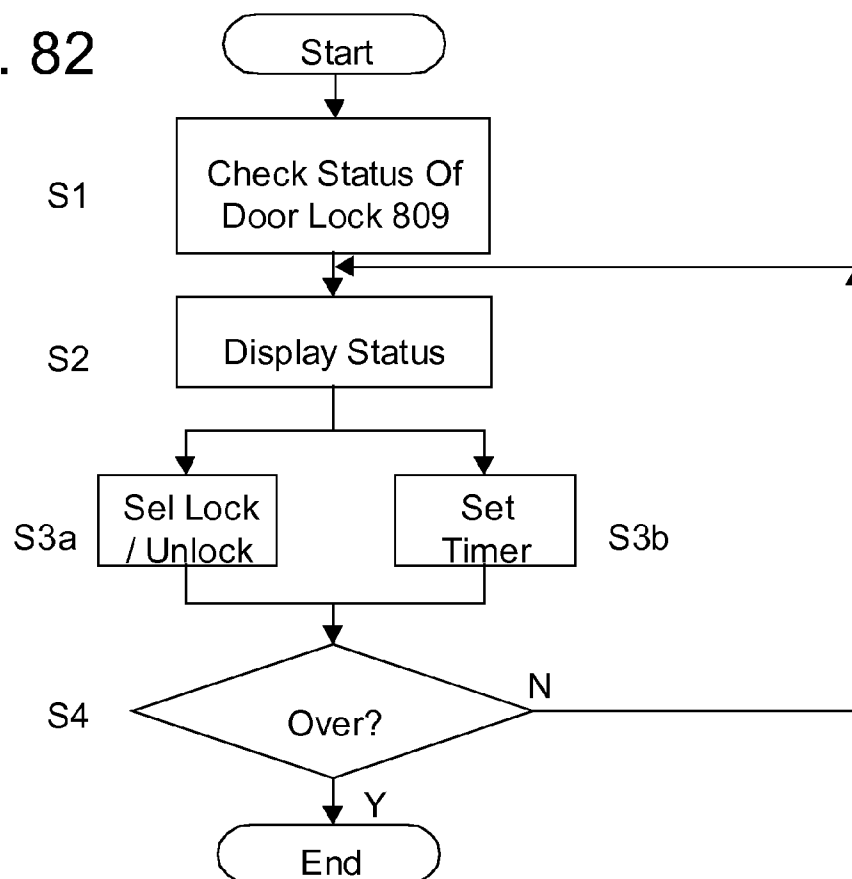 . 82
Start
S1
Check Status Of
Door Lock 809
S2
Display Status
S3a
Sel Lock
/ Unlock
Set
Timer
S3b
S4
Over?
N
Y
End